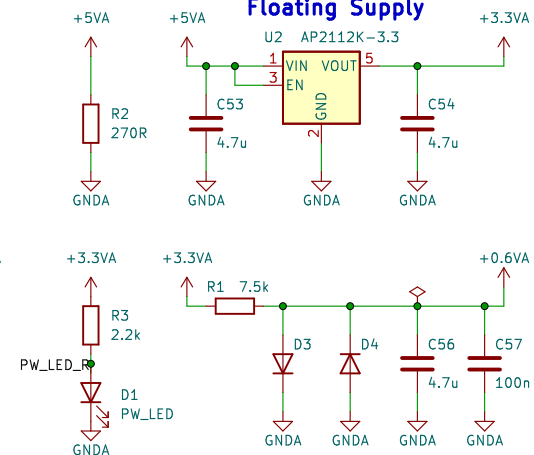 Floating Supply
+5VA
+5VA
U2 AP2112K-3.3
+3.3VA
1 VIN VOUT 5
3 EN
GND
2
R2
270R
C53
4.7u
C54
4.7u
GNDA
GNDA
GNDA
GNDA
+3.3VA
+3.3VA
+0.6VA
R1 7.5k
R3
2.2k
PW_LED_R
D3
D4
C56
4.7u
C57
100n
D1
PW_LED
GNDA
GNDA
GNDA
GNDA
GNDA